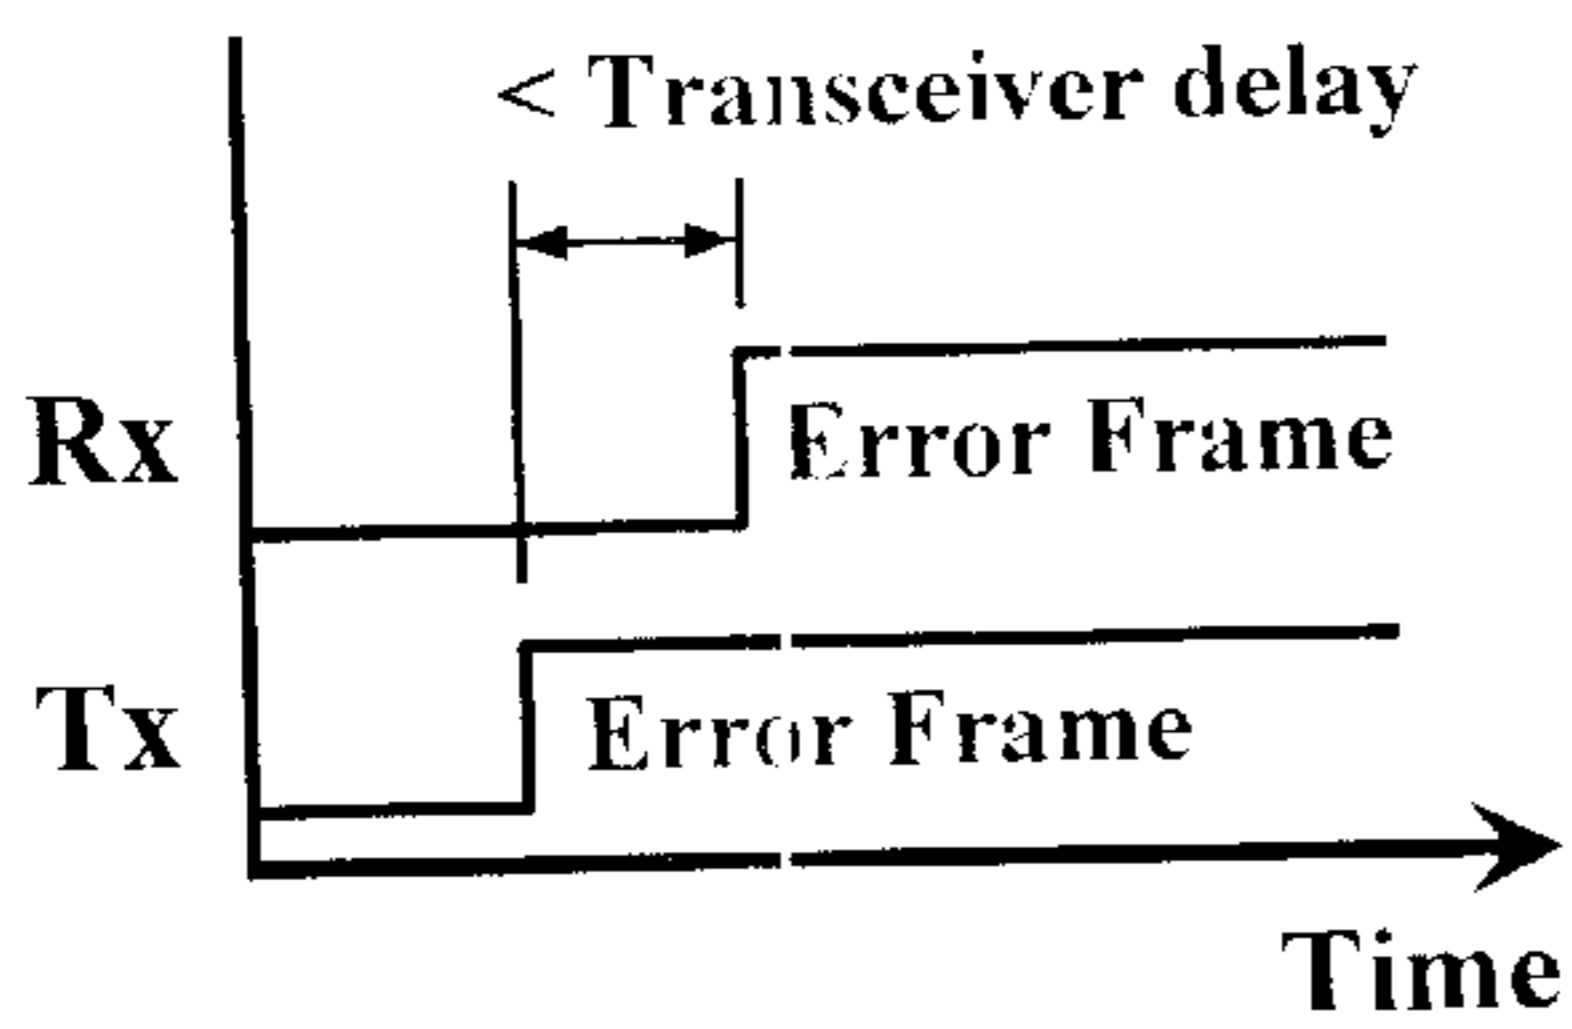 < Transceiver delay
Rx
Error Frame
Tx
Error Frame
Time